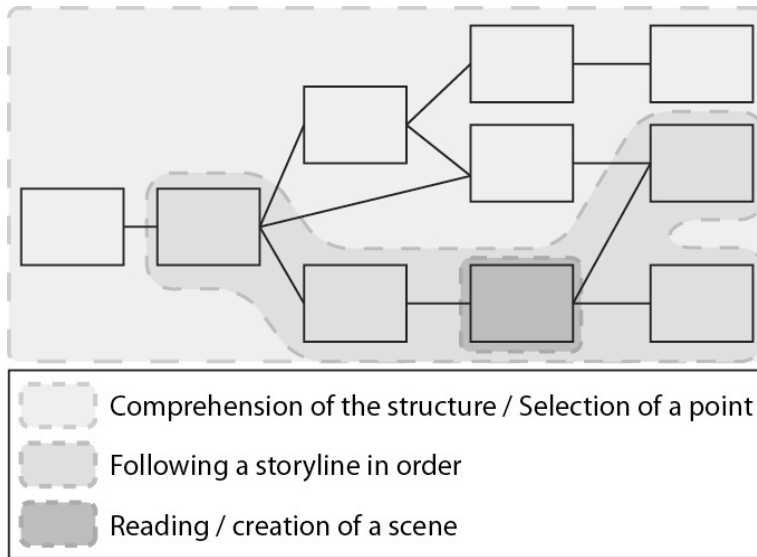 Comprehension of the structure / Selection of a point
Following a storyline in order
Reading / creation of a scene